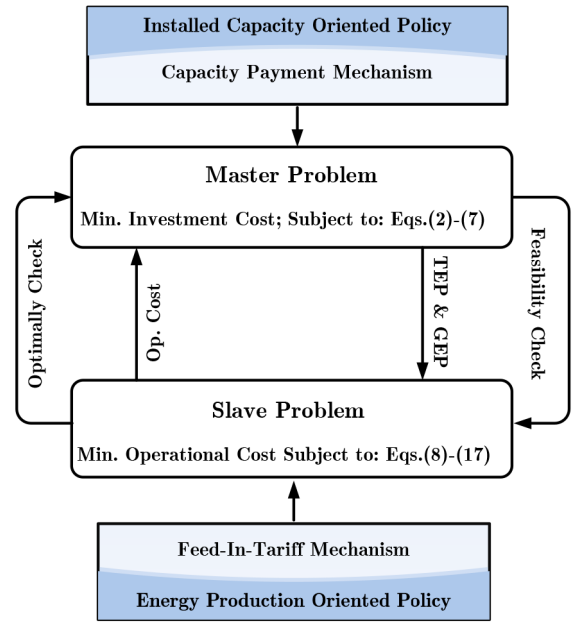 Installed Capacity Oriented Policy
Capacity Payment Mechanism
Master Problem
Min. Investment Cost; Subject to: Eqs.(2)-(7)
Optimally Check
Op. Cost
TEP & GEP
Feasibility Check
Slave Problem
Min. Operational Cost Subject to: Eqs.(8)-(17)
Feed-In-Tariff Mechanism
Energy Production Oriented Policy